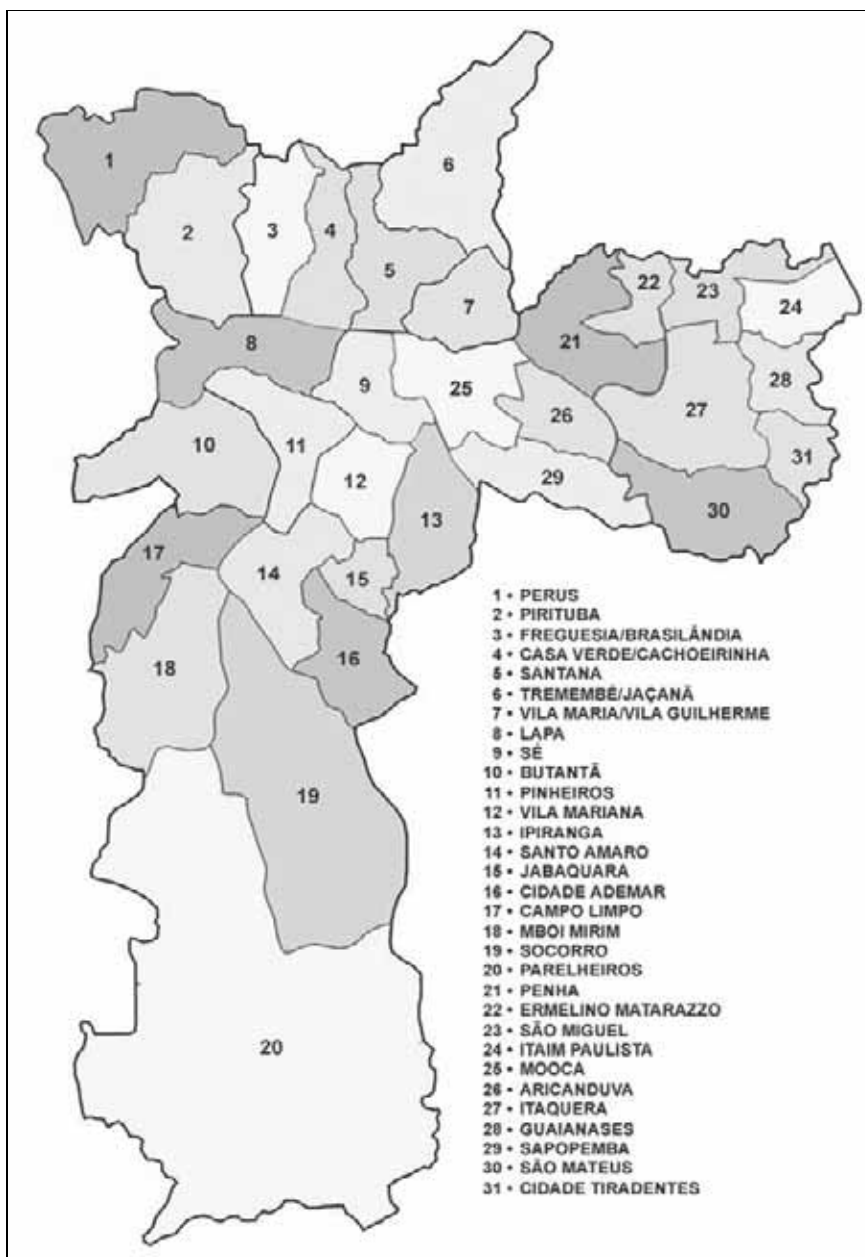 1
6
2
3
4
5
7
22
23
24
8
21
9
25
28
27
10
11
26
12
31
29
13
30
17
14
15
16
18
19
20
1 • PERUS
2 • PIRITUBA
3 • FREGUESIA/BRASILÂNDIA
4 • CASA VERDE/CACHOEIRINHA
5 • SANTANA
6 • TREMEMBÉ/JAÇANÃ
7 • VILA MARIA/VILA GUILHERME
8 • LAPA
9 • SÉ
10 • BUTANTÃ
11 • PINHEIROS
12 • VILA MARIANA
13 • IPIRANGA
14 • SANTO AMARO
15 • JABAQUARA
16 • CIDADE ADEMAR
17 • CAMPO LIMPO
18 • MBOI MIRIM
19 • SOCORRO
20 • PARELHEIROS
21 • PENHA
22 • ERMELINO MATARAZZO
23 • SÃO MIGUEL
24 • ITAIM PAULISTA
25 • MOOCA
26 • ARICANDUVA
27 • ITAQUERA
28 • GUAIANASES
29 • SAPOPEMBA
30 • SÃO MATEUS
31 • CIDADE TIRADENTES